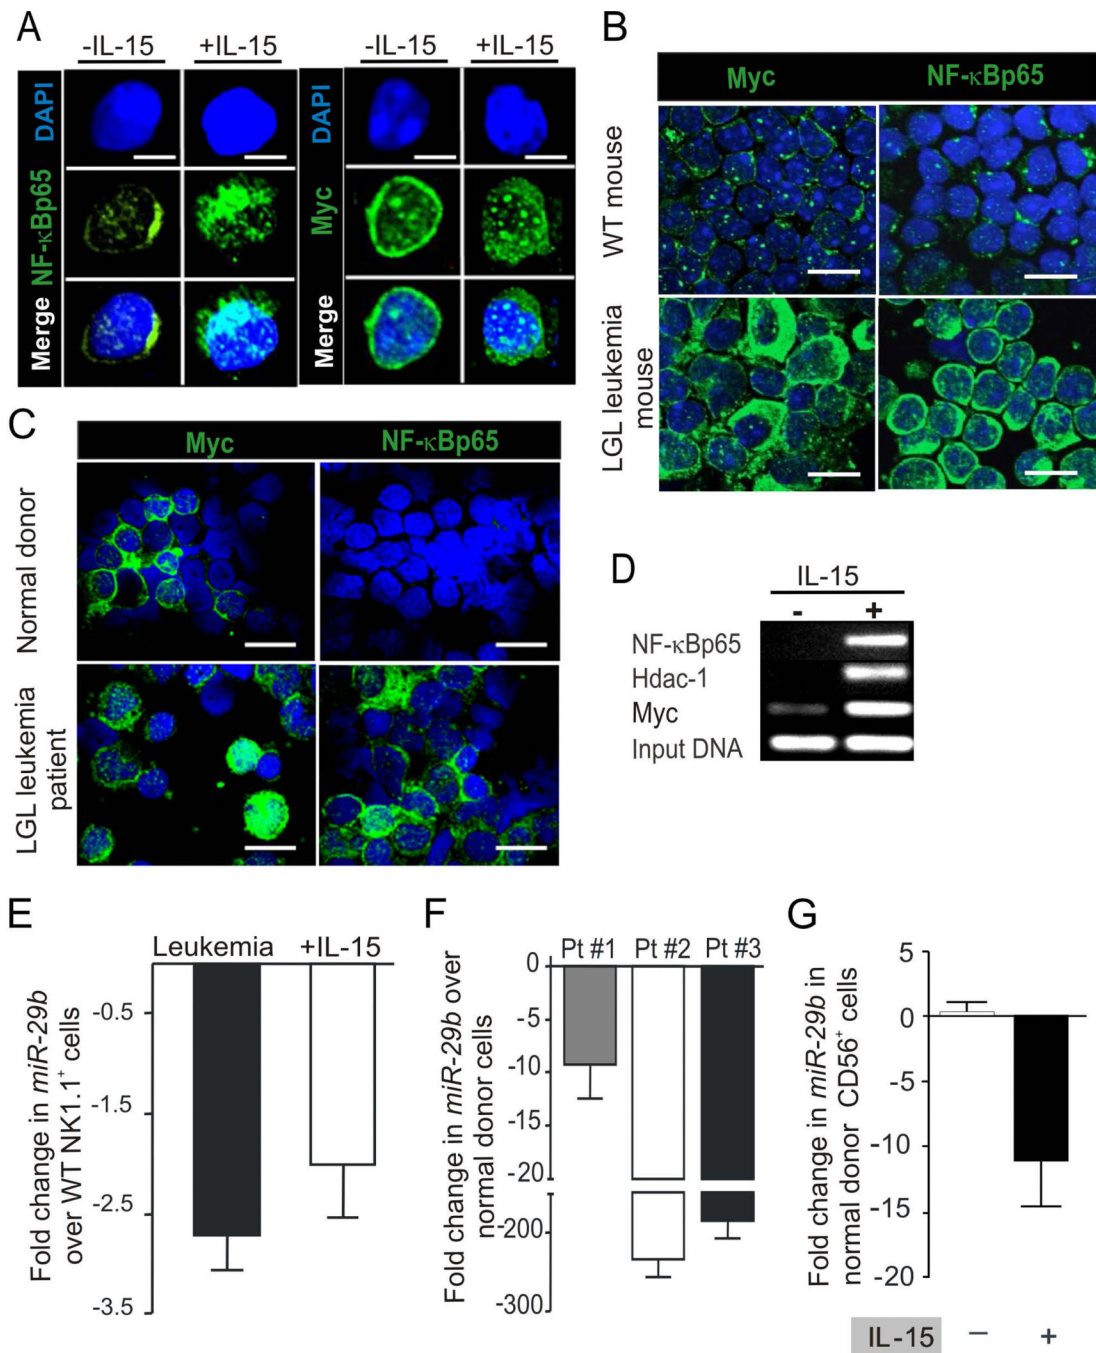 A
-IL-15
+IL-15
-IL-15
+IL-15
DAPI
NF-κBp65
Merge
DAPI
Myc
Merge
B
Myc
NF-κBp65
WT mouse
LGL leukemia
mouse
C
Myc
NF-κBp65
Normal donor
LGL leukemia
patient
D
IL-15
-
+
NF-κBp65
Hdac-1
Myc
Input DNA
E
Leukemia
+IL-15
Fold change in miR-29b
over WT NK1.1⁺ cells
-0.5
-1.5
-2.5
-3.5
F
Pt #1
Pt #2
Pt #3
Fold change in miR-29b over
normal donor cells
0
-5
-10
-15
-20
-200
-300
G
Fold change in miR-29b in
normal donor CD56⁺ cells
5
0
-5
-10
-15
-20
IL-15
–
+